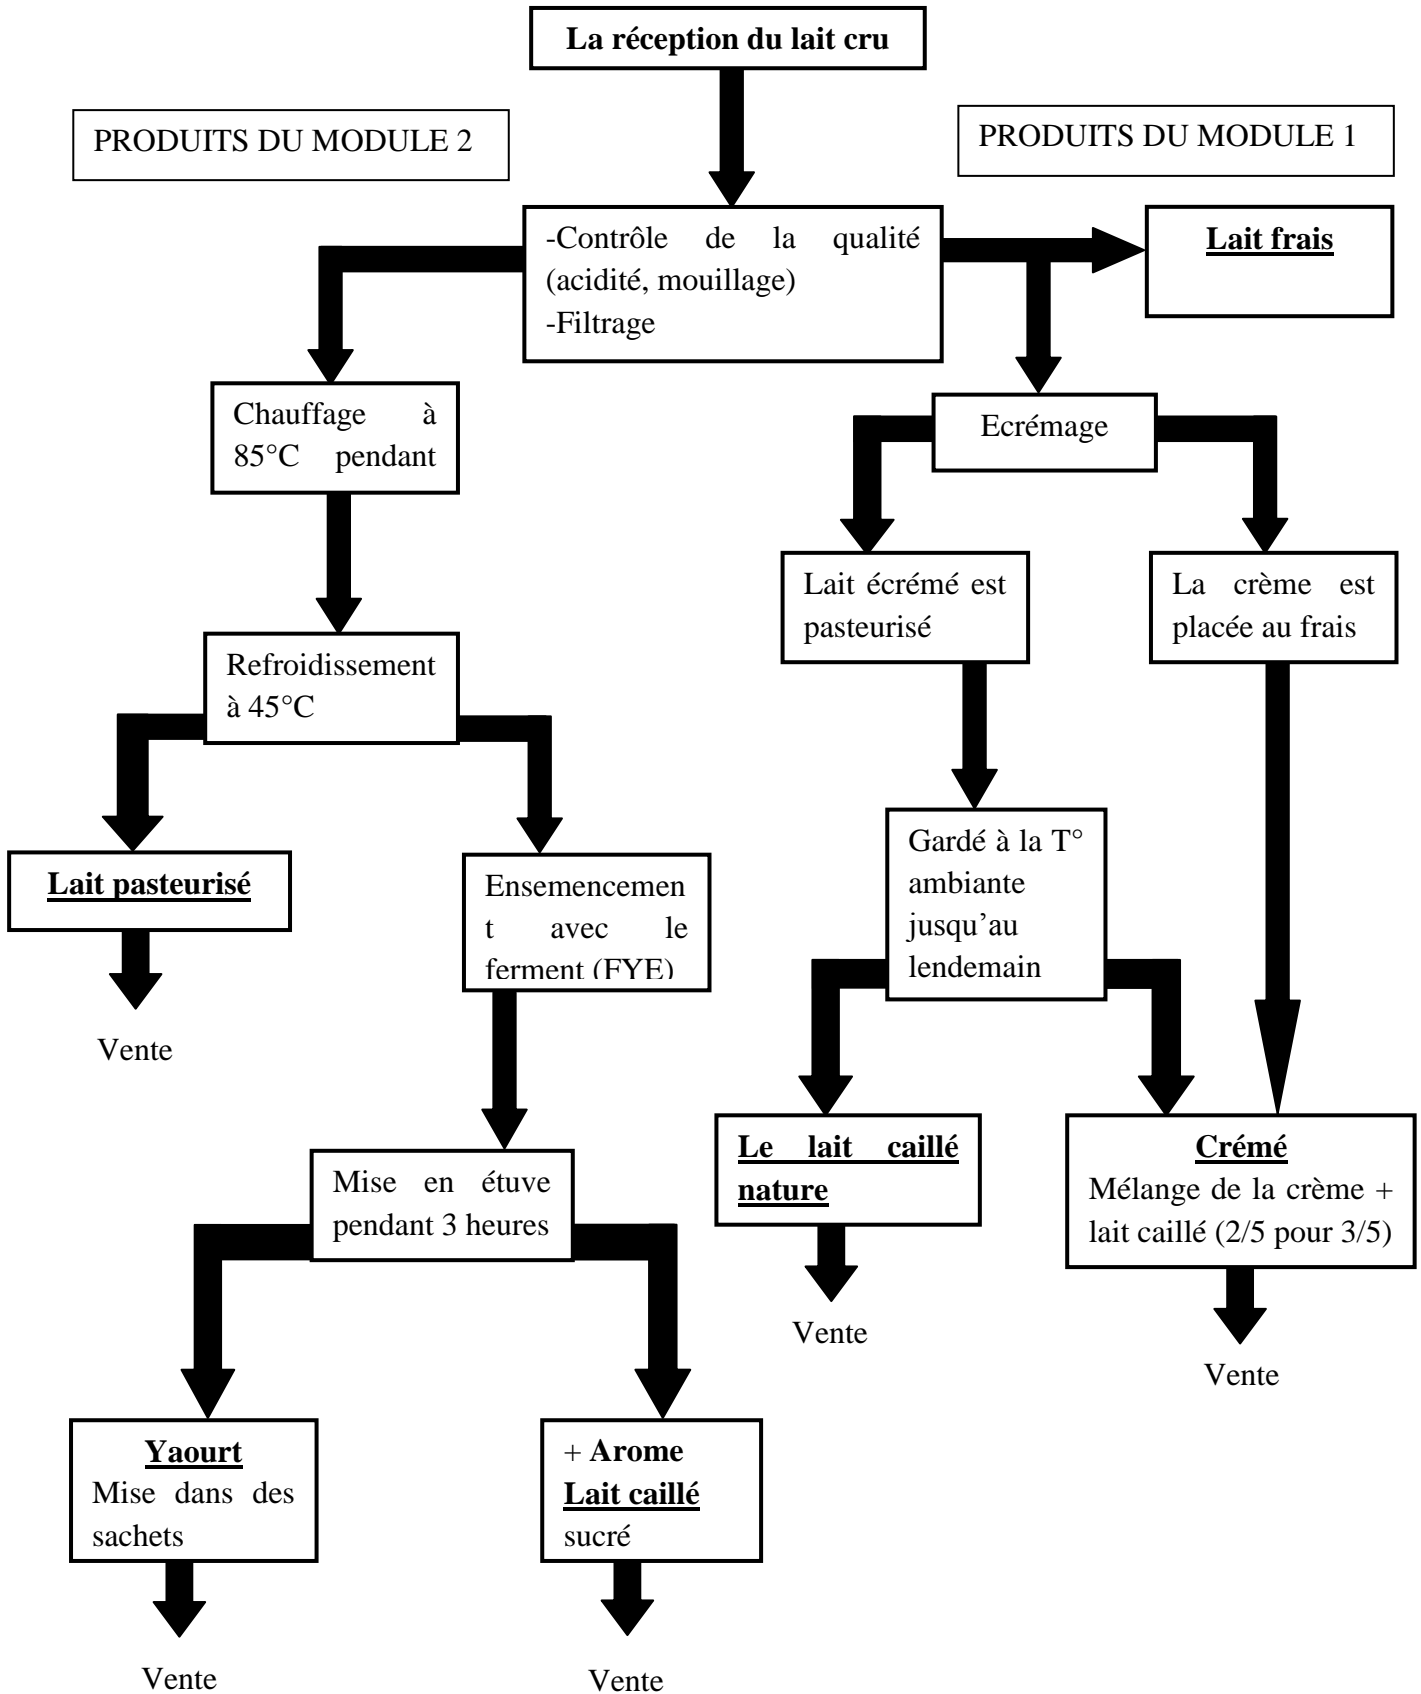 La réception du lait cru
PRODUITS DU MODULE 2
PRODUITS DU MODULE 1
-Contrôle de la qualité
(acidité, mouillage)
-Filtrage
Lait frais
Chauffage à
85°C pendant
Ecrémage
Lait écrémé est
pasteurisé
La crème est
placée au frais
Refroidissement
à 45°C
Gardé à la T°
ambiante
jusqu’au
lendemain
Lait pasteurisé
Vente
Ensemencemen
t avec le
ferment (FYE)
Le lait caillé
nature
Vente
Crémé
Mélange de la crème +
lait caillé (2/5 pour 3/5)
Vente
Mise en étuve
pendant 3 heures
Yaourt
Mise dans des
sachets
Vente
+ Arome
Lait caillé
sucré
Vente